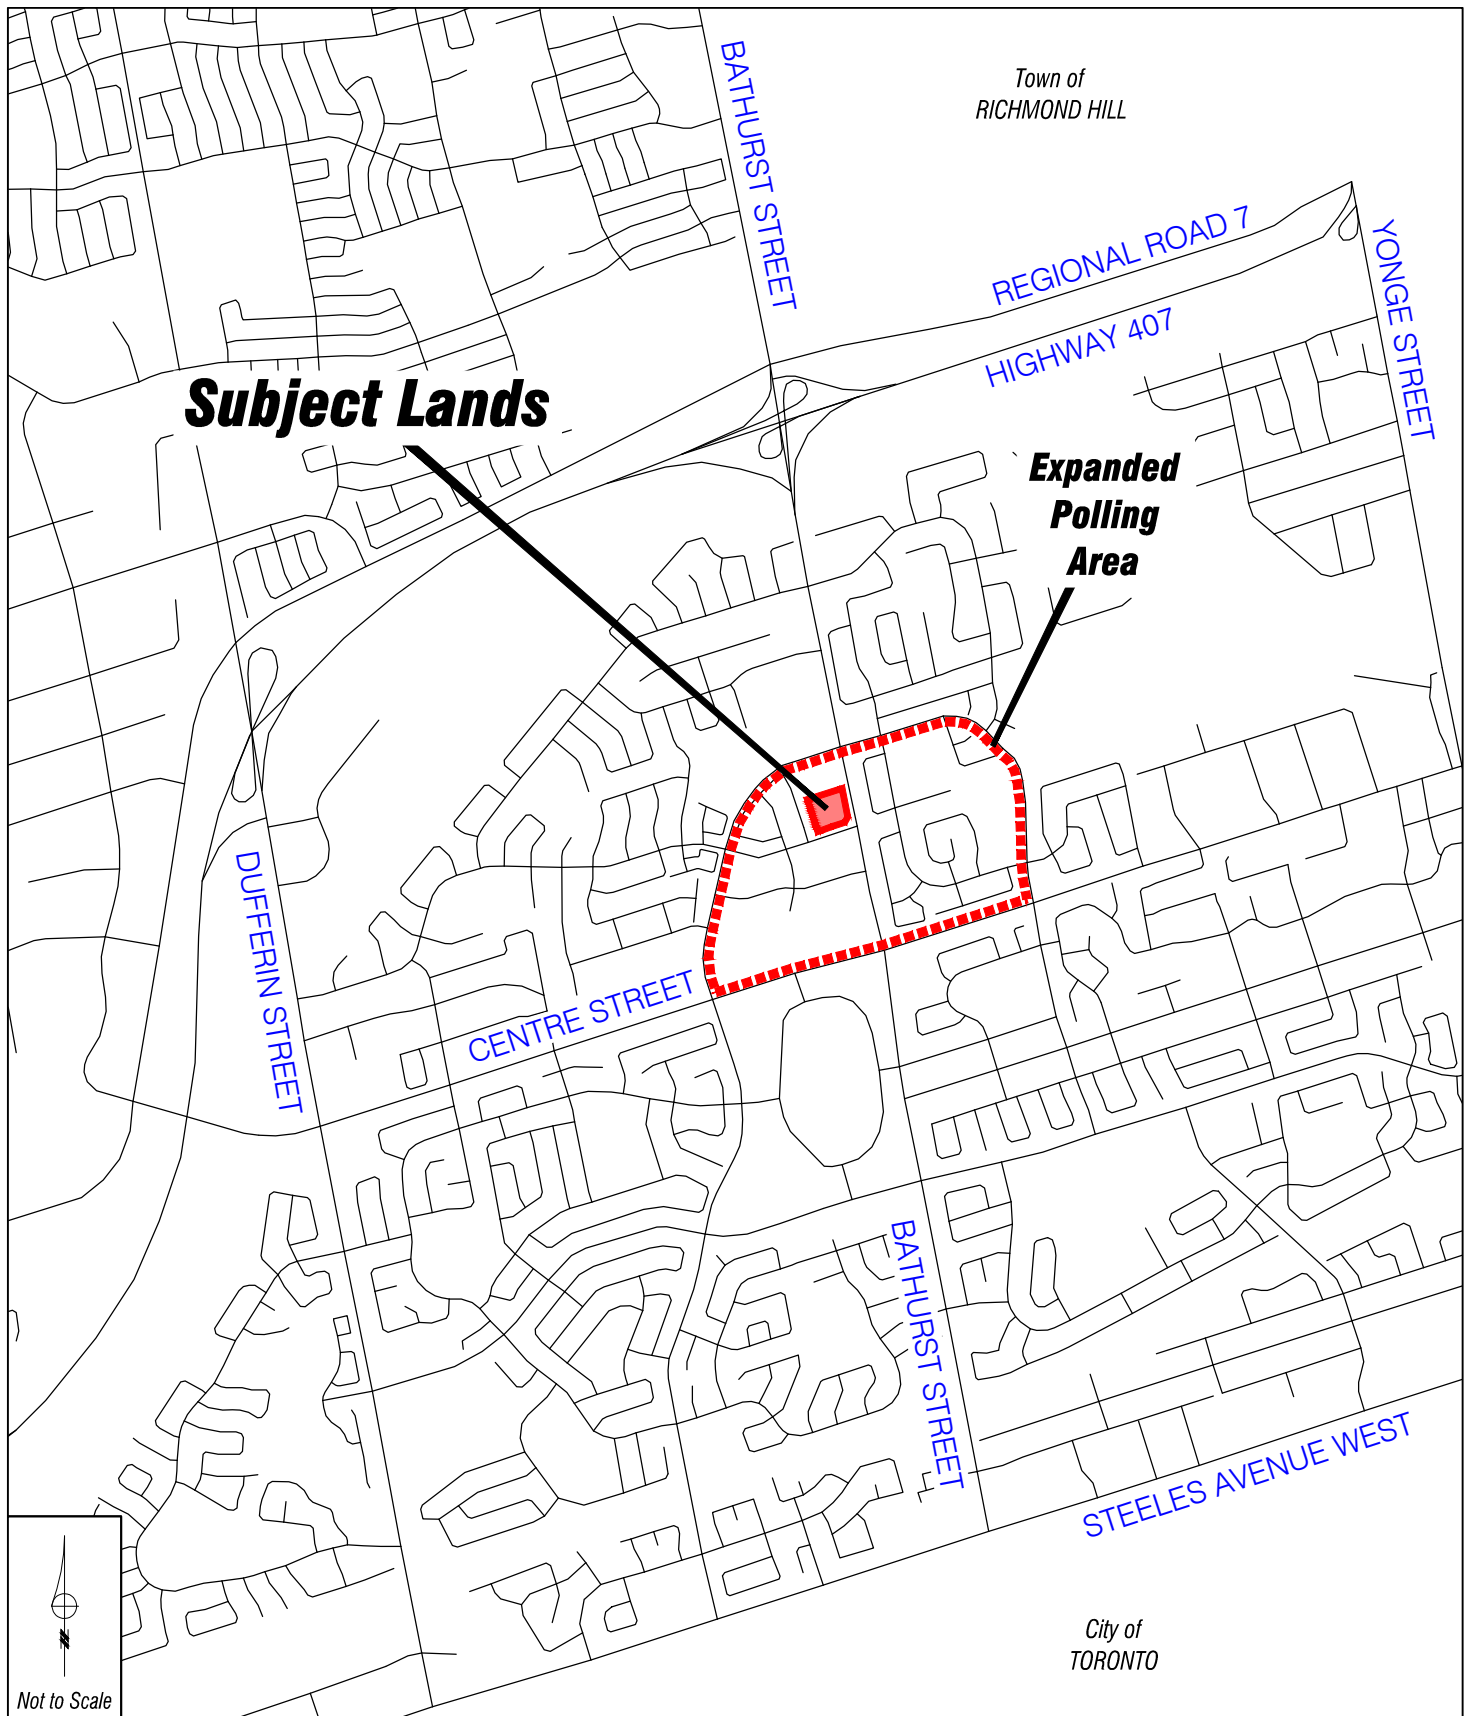 Town of
RICHMOND HILL
BATHURST STREET
REGIONAL ROAD 7
YONGE STREET
HIGHWAY 407
Subject Lands
Expanded
Polling
Area
DUFFERIN STREET
CENTRE STREET
BATHURST STREET
STEELES AVENUE WEST
City of
TORONTO
N
Not to Scale